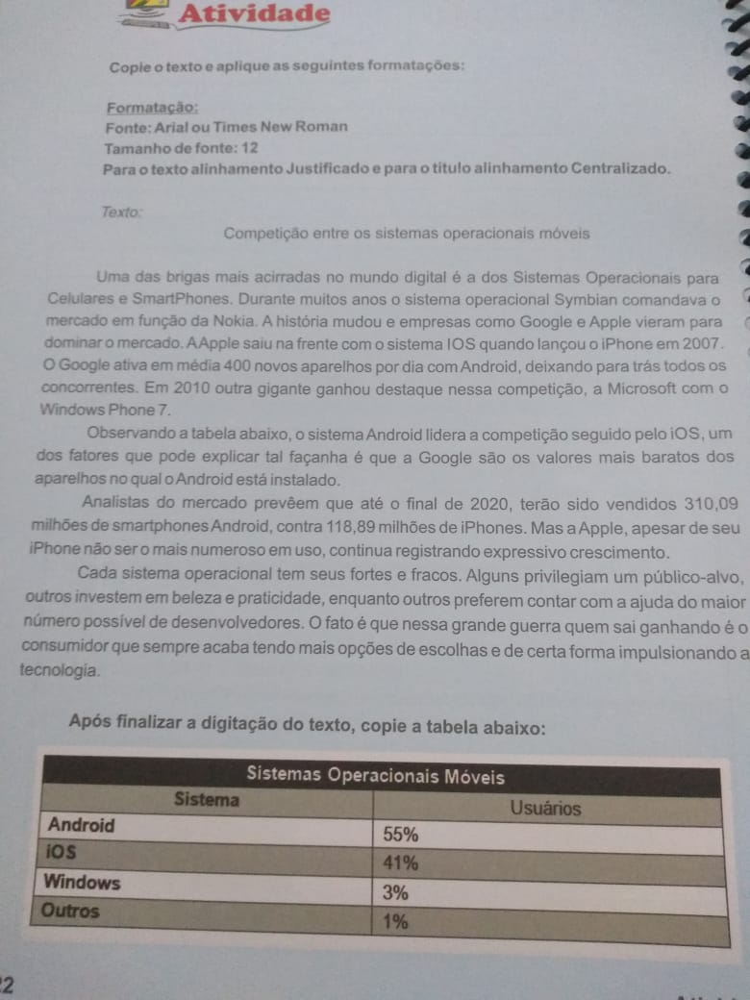 Atividade
Copie o texto e aplique as seguintes formatações:
Formatação:
Fonte: Arial ou Times New Roman
Tamanho de fonte: 12
Para o texto alinhamento Justificado e para o título alinhamento Centralizado.
Texto:
Competição entre os sistemas operacionais móveis
Uma das brigas mais acirradas no mundo digital é a dos Sistemas Operacionais para
Celulares e SmartPhones. Durante muitos anos o sistema operacional Symbian comandava o
mercado em função da Nokia. A história mudou e empresas como Google e Apple vieram para
dominar o mercado. A Apple saiu na frente com o sistema IOS quando lançou o iPhone em 2007.
O Google ativa em média 400 novos aparelhos por dia com Android, deixando para trás todos os
concorrentes. Em 2010 outra gigante ganhou destaque nessa competição, a Microsoft com o
Windows Phone 7.
Observando a tabela abaixo, o sistema Android lidera a competição seguido pelo iOS, um
dos fatores que pode explicar tal façanha é que a Google são os valores mais baratos dos
aparelhos no qual o Android está instalado.
Analistas do mercado prevêem que até o final de 2020, terão sido vendidos 310,09
milhões de smartphones Android, contra 118,89 milhões de iPhones. Mas a Apple, apesar de seu
iPhone não ser o mais numeroso em uso, continua registrando expressivo crescimento.
Cada sistema operacional tem seus fortes e fracos. Alguns privilegiam um público-alvo,
outros investem em beleza e praticidade, enquanto outros preferem contar com a ajuda do maior
número possível de desenvolvedores. O fato é que nessa grande guerra quem sai ganhando é o
consumidor que sempre acaba tendo mais opções de escolhas e de certa forma impulsionando a
tecnologia.
Após finalizar a digitação do texto, copie a tabela abaixo:
Sistemas Operacionais Móveis
Sistema Usuários
Android 55%
iOS 41%
Windows 3%
Outros 1%
22